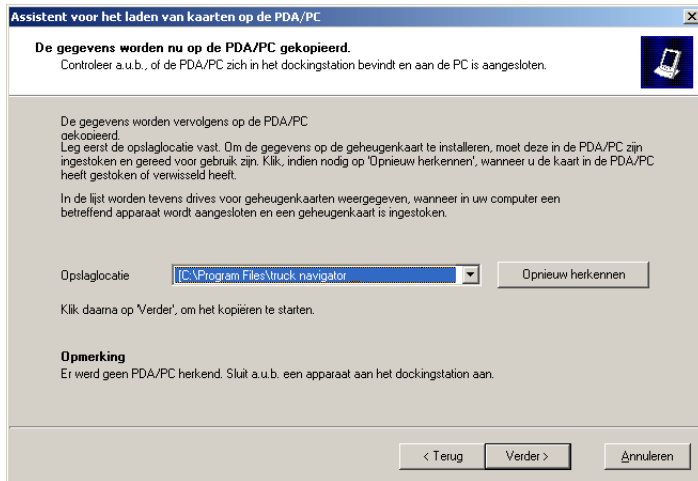 Assistent voor het laden van kaarten op de PDA/PC
De gegevens worden nu op de PDA/PC gekopieerd.
Controleer a.u.b., of de PDA/PC zich in het dockingstation bevindt en aan de PC is aangesloten.
De gegevens worden vervolgens op de PDA/PC
gekopieerd.
Leg eerst de opslaglocatie vast. Om de gegevens op de geheugenkaart te installeren, moet deze in de PDA/PC zijn
ingestoken en gereed voor gebruik zijn. Klik, indien nodig op 'Opnieuw herkennen', wanneer u de kaart in de PDA/PC
heeft gestoken of verwisseld heeft.
In de lijst worden tevens drives voor geheugenkaarten weergegeven, wanneer in uw computer een
betreffend apparaat wordt aangesloten en een geheugenkaart is ingestoken.
Opslaglocatie [C:\Program Files\truck navigator Opnieuw herkennen
Klik daarna op 'Verder', om het kopiëren te starten.
Opmerking
Er werd geen PDA/PC herkend. Sluit a.u.b. een apparaat aan het dockingstation aan.
< Terug Verder > Annuleren